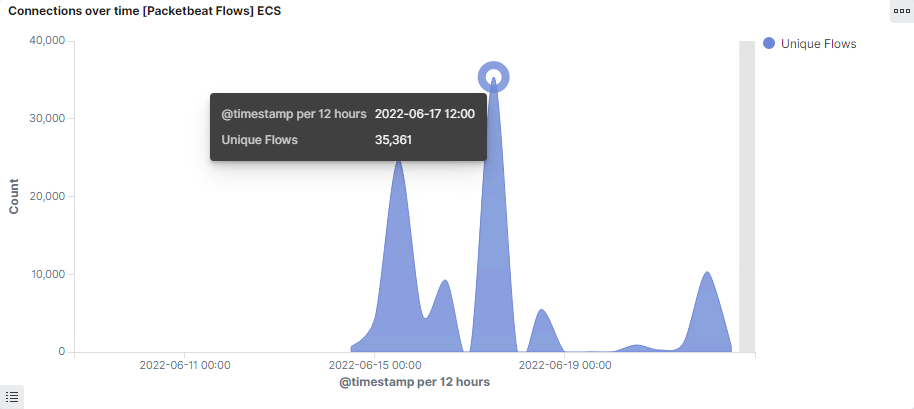 Connections over time [Packetbeat Flows] ECS
40,000
30,000
20,000
10,000
0
Count
@timestamp per 12 hours 2022-06-17 12:00
Unique Flows 35,361
Unique Flows
2022-06-11 00:00 2022-06-15 00:00 2022-06-19 00:00
@timestamp per 12 hours